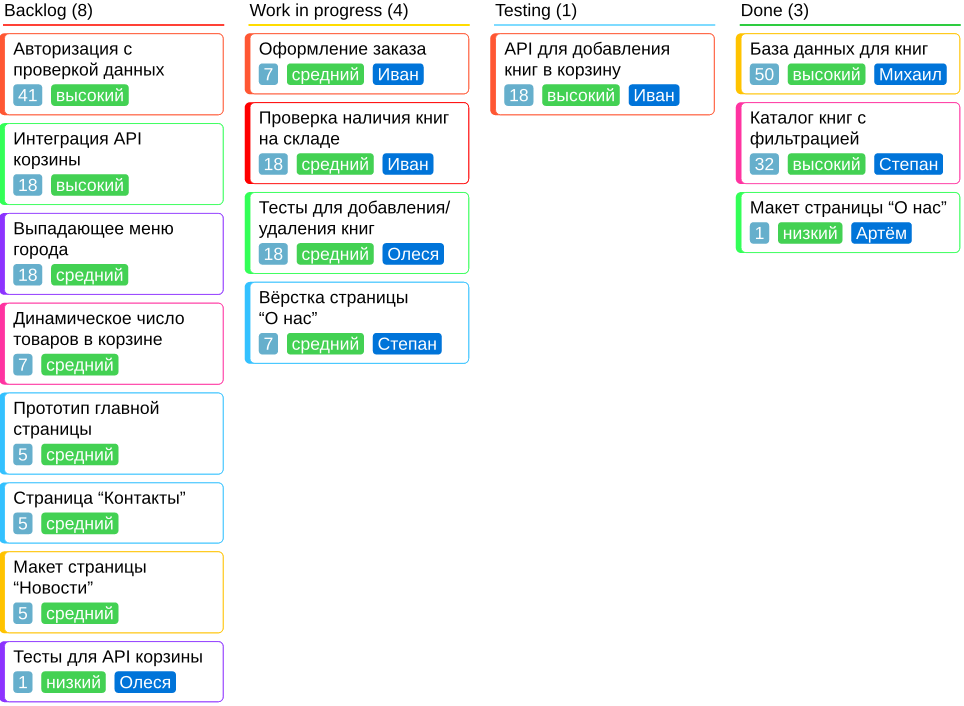 Backlog (8)
Авторизация с
проверкой данных
41 высокий
Интеграция API
корзины
18 высокий
Выпадающее меню
города
18 средний
Динамическое число
товаров в корзине
7 средний
Прототип главной
страницы
5 средний
Страница “Контакты”
5 средний
Макет страницы
“Новости”
5 средний
Тесты для API корзины
1 низкий Олеся
Work in progress (4)
Оформление заказа
7 средний Иван
Проверка наличия книг
на складе
18 средний Иван
Тесты для добавления/
удаления книг
18 средний Олеся
Вёрстка страницы
“О нас”
7 средний Степан
Testing (1)
API для добавления
книг в корзину
18 высокий Иван
Done (3)
База данных для книг
50 высокий Михаил
Каталог книг с
фильтрацией
32 высокий Степан
Макет страницы “О нас”
1 низкий Артём